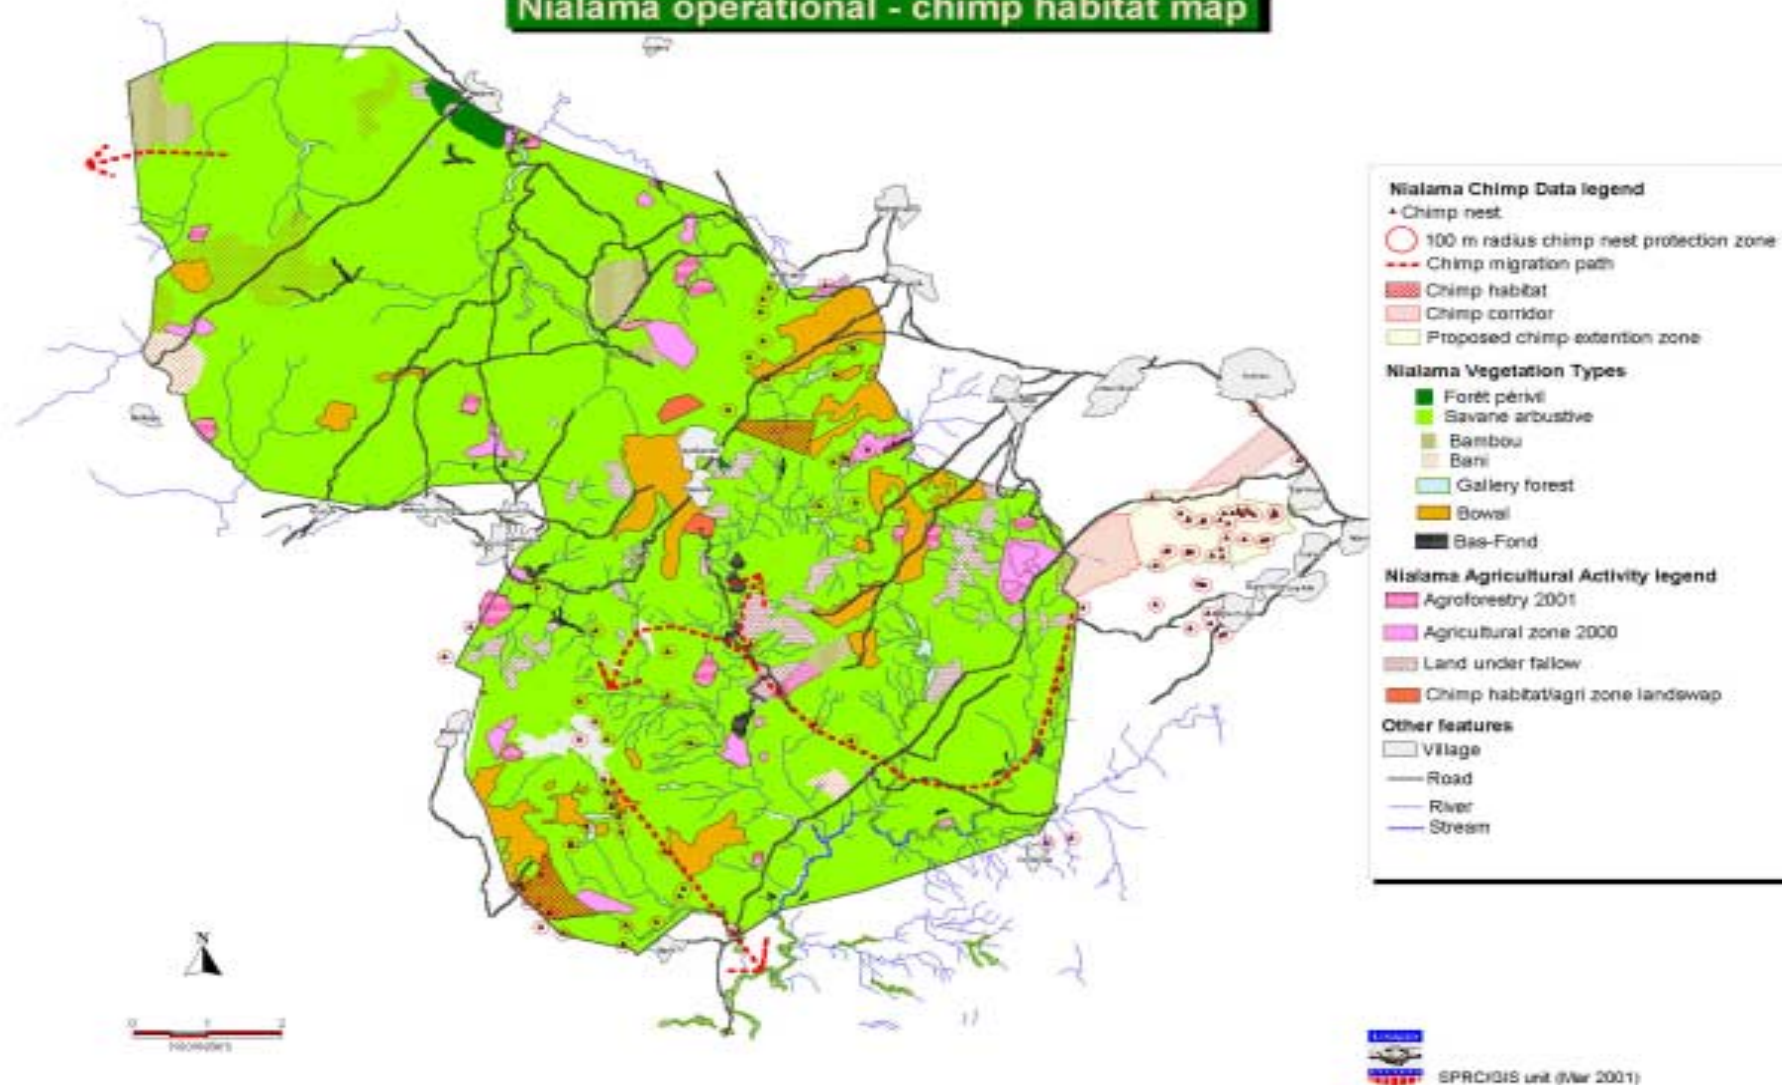 Nialama operational - chimp habitat map
Nialama Chimp Data legend
Chimp nest
100 m radius chimp nest protection zone
Chimp migration path
Chimp habitat
Chimp corridor
Proposed chimp extention zone
Nialama Vegetation Types
Forêt périvil
Savane arbustive
Bambou
Bani
Gallery forest
Bowal
Bas-Fond
Nialama Agricultural Activity legend
Agroforestry 2001
Agricultural zone 2000
Land under fallow
Chimp habitat/agri zone landswap
Other features
Village
Road
River
Stream
N
0 1 2
Kilometers
SPRC/GIS unit (Mar 2001)